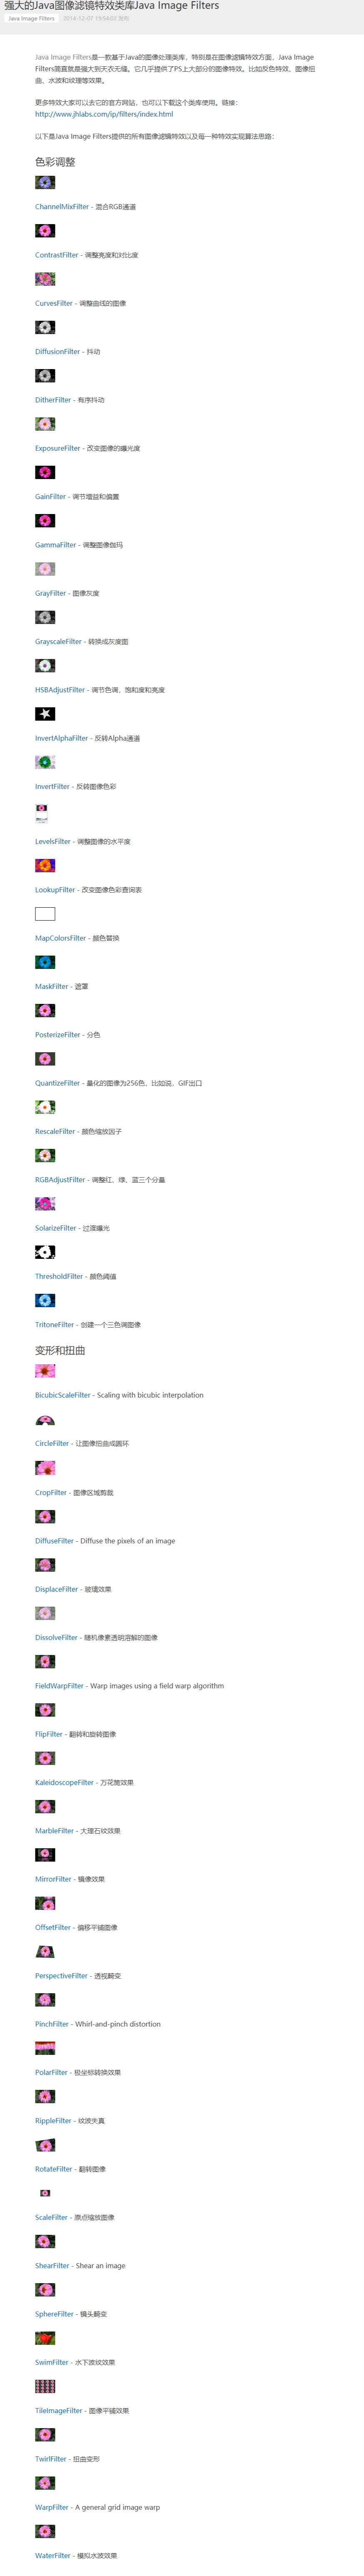 强大的Java图像滤镜特效类库Java Image Filters
Java Image Filters 2014-12-07 19:54:02 发布
Java Image Filters是一款基于Java的图像处理类库，特别是在图像滤镜特效方面，Java Image
Filters简直就是强大到天衣无缝。它几乎提供了PS上大部分的图像特效。比如反色特效、图像扭
曲、水波和纹理等效果。
更多特效大家可以去它的官方网站，也可以下载这个类库使用。链接：
http://www.jhlabs.com/ip/filters/index.html
以下是Java Image Filters提供的所有图像滤镜特效以及每一种特效实现算法思路：
色彩调整
ChannelMixFilter - 混合RGB通道
ContrastFilter - 调整亮度和对比度
CurvesFilter - 调整曲线的图像
DiffusionFilter - 抖动
DitherFilter - 有序抖动
ExposureFilter - 改变图像的曝光度
GainFilter - 调节增益和偏置
GammaFilter - 调整图像伽玛
GrayFilter - 图像灰度
GrayscaleFilter - 转换成灰度图
HSBAdjustFilter - 调节色调，饱和度和亮度
InvertAlphaFilter - 反转Alpha通道
InvertFilter - 反转图像色彩
LevelsFilter - 调整图像的水平度
LookupFilter - 改变图像色彩查询表
MapColorsFilter - 颜色替换
MaskFilter - 遮罩
PosterizeFilter - 分色
QuantizeFilter - 量化的图像为256色，比如说，GIF出口
RescaleFilter - 颜色缩放因子
RGBAdjustFilter - 调整红、绿、蓝三个分量
SolarizeFilter - 过渡曝光
ThresholdFilter - 颜色阈值
TritoneFilter - 创建一个三色调图像
变形和扭曲
BicubicScaleFilter - Scaling with bicubic interpolation
CircleFilter - 让图像扭曲成圆环
CropFilter - 图像区域剪裁
DiffuseFilter - Diffuse the pixels of an image
DisplaceFilter - 玻璃效果
DissolveFilter - 随机像素透明溶解的图像
FieldWarpFilter - Warp images using a field warp algorithm
FlipFilter - 翻转和旋转图像
KaleidoscopeFilter - 万花筒效果
MarbleFilter - 大理石纹效果
MirrorFilter - 镜像效果
OffsetFilter - 偏移平铺图像
PerspectiveFilter - 透视畸变
PinchFilter - Whirl-and-pinch distortion
PolarFilter - 极坐标转换效果
RippleFilter - 纹波失真
RotateFilter - 翻转图像
ScaleFilter - 原点缩放图像
ShearFilter - Shear an image
SphereFilter - 镜头畸变
SwimFilter - 水下波纹效果
TileImageFilter - 图像平铺效果
TwirlFilter - 扭曲变形
WarpFilter - A general grid image warp
WaterFilter - 模拟水波效果